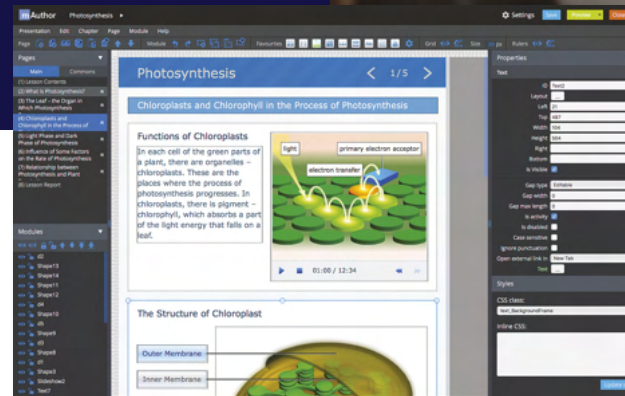 mAuthor
Photosynthesis
Settings
Save
Preview
Close
Presentation Edit Chapter Page Module Help
Page
Module
Favourites
Grid
Size
px
Rulers
Pages
Main
Commons
(1) Lesson Contents
(2) What is Photosynthesis?
(3) The Leaf - the Organ in
Which Photosynthesis
(4) Chloroplasts and
Chlorophyll in the Process of
(5) Light Phase and Dark
Phase of Photosynthesis
(6) Influence of Some Factors
on the Rate of Photosynthesis
(7) Relationship between
Photosynthesis and Plant
(8) Lesson Report
Modules
d2
Shape13
Shape14
Shape11
Shape12
d4
Shape10
d5
Shape9
d3
Shape8
d1
Shape3
Slideshow2
Text7
Photosynthesis
< 1/5 >
Chloroplasts and Chlorophyll in the Process of Photosynthesis
Functions of Chloroplasts
In each cell of the green parts of
a plant, there are organelles –
chloroplasts. These are the
places where the process of
photosynthesis progresses. In
chloroplasts, there is pigment –
chlorophyll, which absorbs a part
of the light energy that falls on a
leaf.
light
primary electron acceptor
electron transfer
01:00 / 12:34
The Structure of Chloroplast
Outer Membrane
Inner Membrane
Properties
Text
ID Text2
Layout ...
Left 21
Top 487
Width 504
Height 504
Right
Bottom
Is Visible
Gap type Editable
Gap width 0
Gap max length 0
Is activity
Is disabled
Case sensitive
Ignore punctuation
Open external link in New Tab
Text ...
Styles
CSS class:
text_BackgroundFrame
Inline CSS:
Update